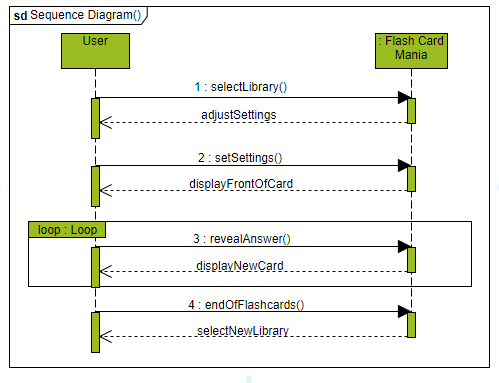 sd Sequence Diagram()
User
: Flash Card
Mania
1 : selectLibrary()
adjustSettings
2 : setSettings()
displayFrontOfCard
loop : Loop
3 : revealAnswer()
displayNewCard
4 : endOfFlashcards()
selectNewLibrary